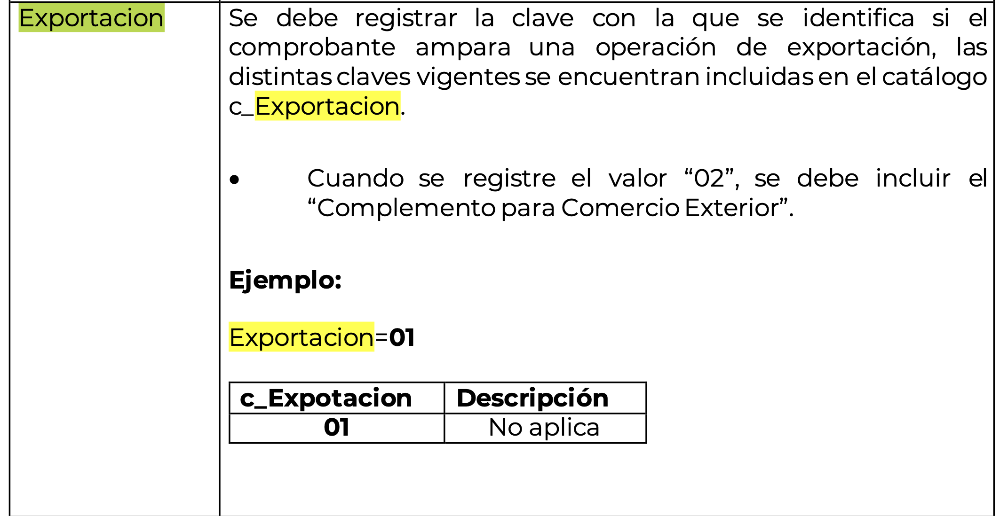 Exportacion
Se debe registrar la clave con la que se identifica si el
comprobante ampara una operación de exportación, las
distintas claves vigentes se encuentran incluidas en el catálogo
c_Exportacion.
• Cuando se registre el valor “02”, se debe incluir el
“Complemento para Comercio Exterior”.
Ejemplo:
Exportacion=01
c_Expotacion Descripción
01 No aplica